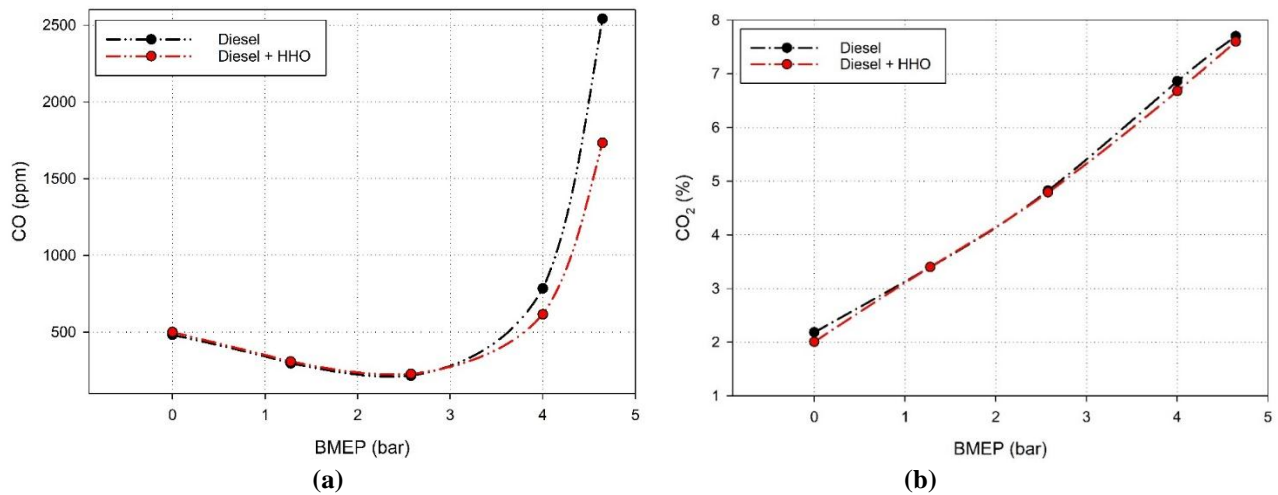 Diesel
Diesel + HHO
2500
2000
1500
1000
500
CO (ppm)
0 1 2 3 4 5
BMEP (bar)
(a)
Diesel
Diesel + HHO
8
7
6
5
4
3
2
1
CO₂ (%)
0 1 2 3 4 5
BMEP (bar)
(b)